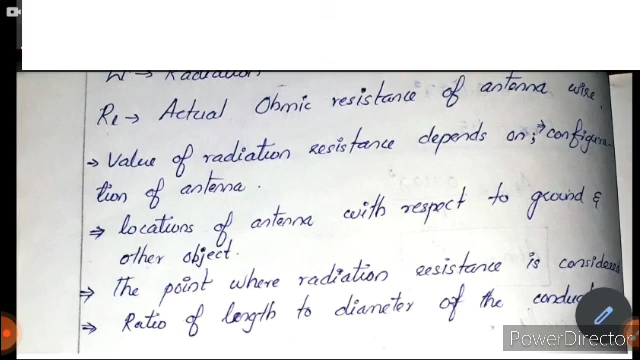 Radiation
Rl → Actual Ohmic resistance of antenna wire.
→ Value of radiation resistance depends on; → configura-
tion of antenna.
⇒ locations of antenna with respect to ground &
other object.
⇒ The point where radiation resistance is considered
⇒ Ratio of length to diameter of the
PowerDirector